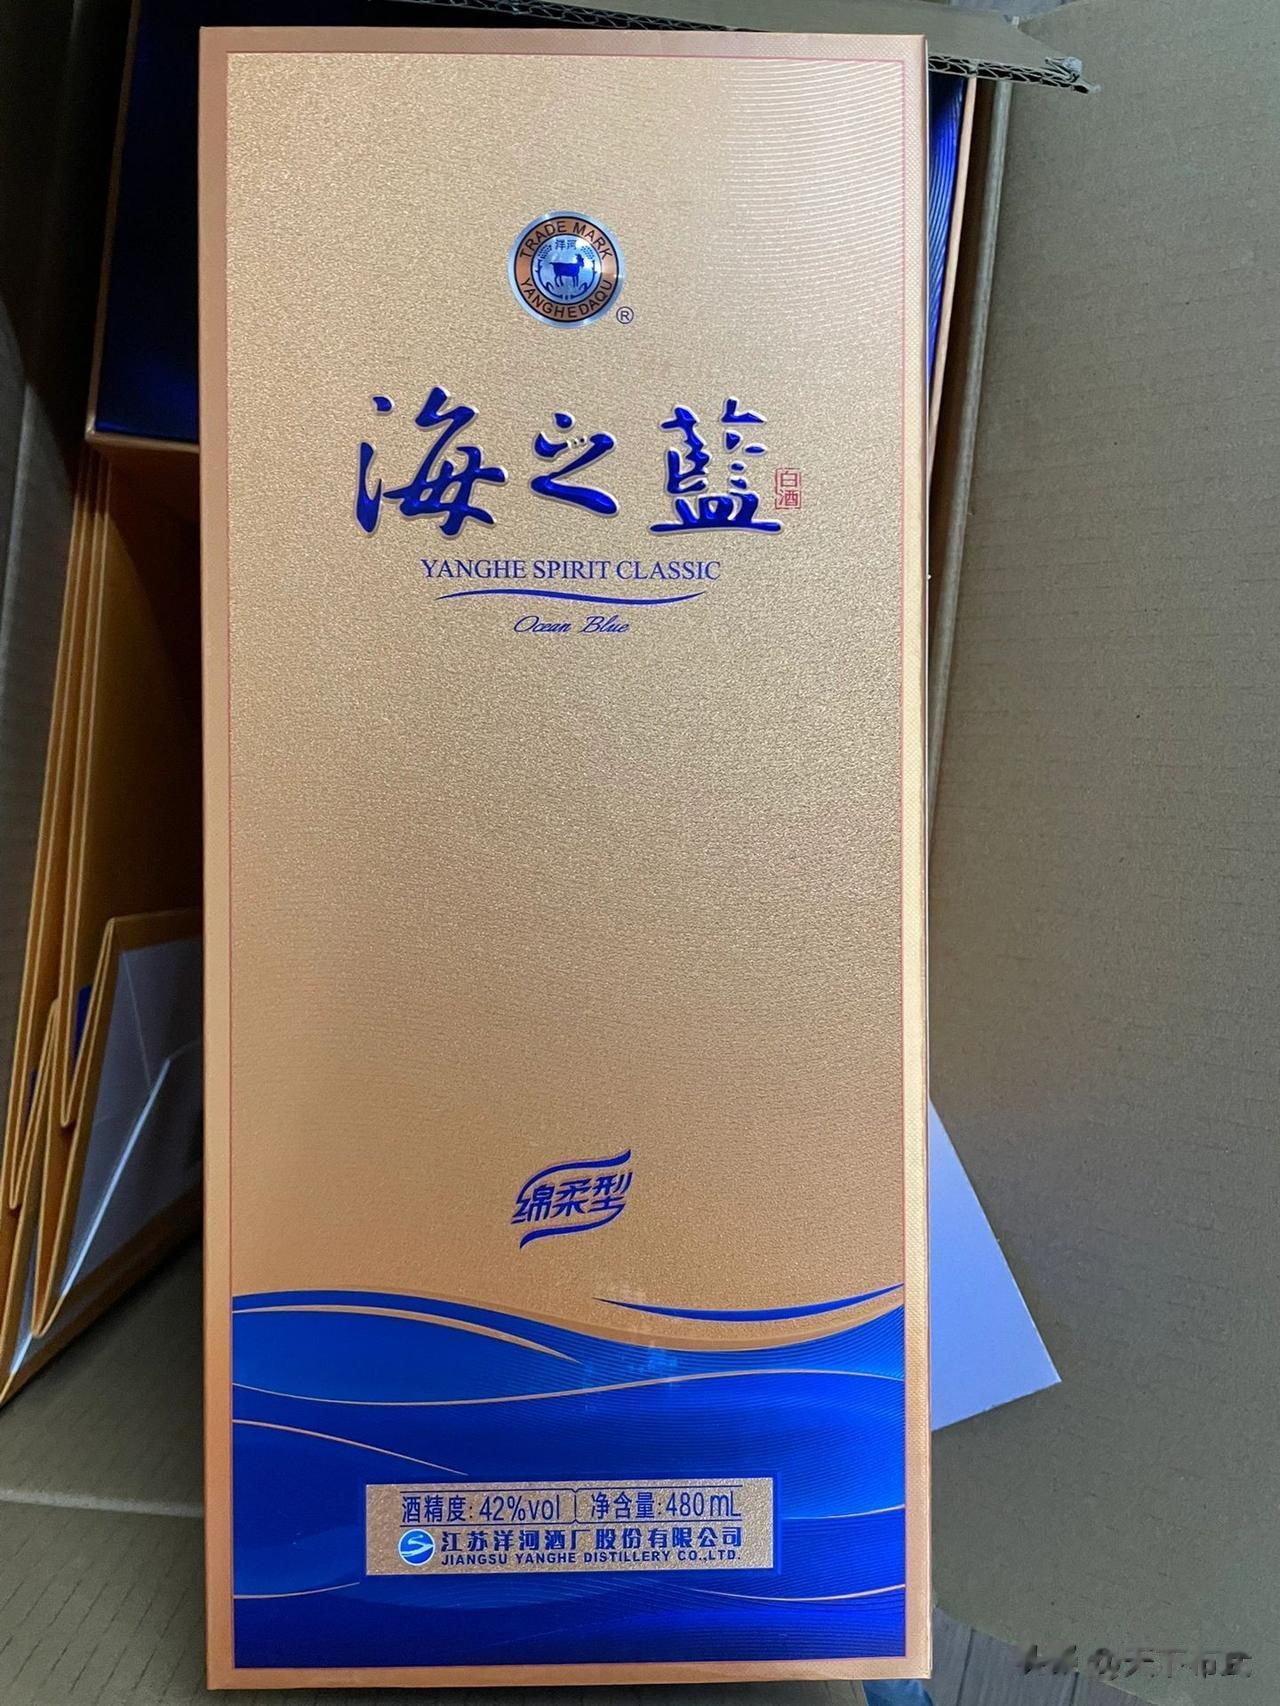 TRADE MARK
洋河
YANGHEDAQU
®
海之藍
白酒
YANGHE SPIRIT CLASSIC
Ocean Blue
绵柔型
酒精度:42%vol 净含量:480mL
江苏洋河酒厂股份有限公司
JIANGSU YANGHE DISTILLERY CO.,LTD.